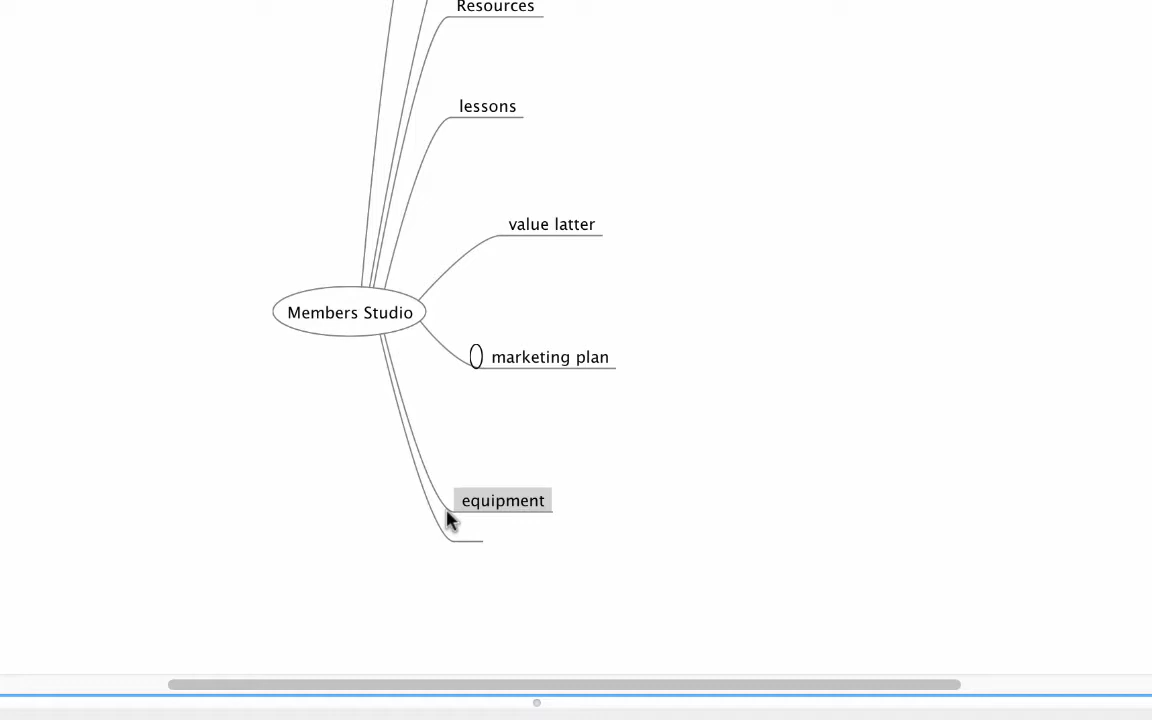 Resources
lessons
value latter
Members Studio
marketing plan
equipment